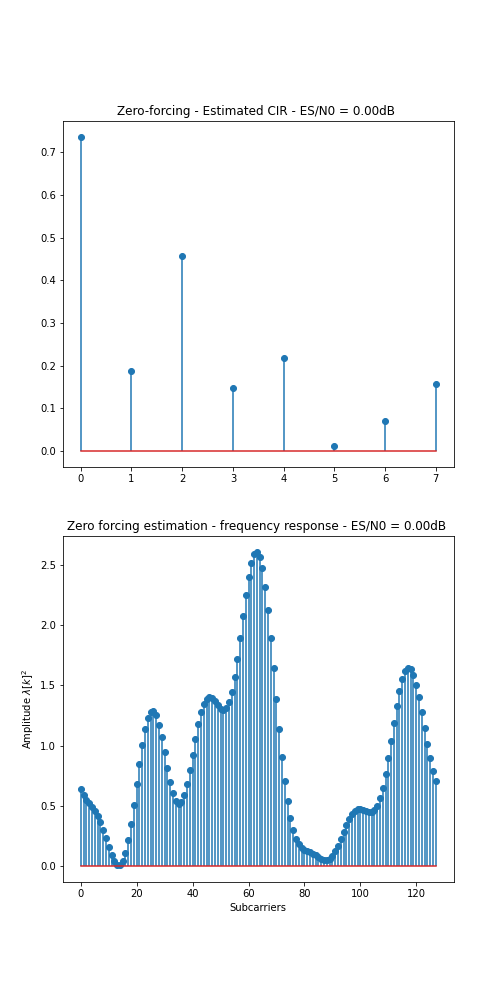 Zero-forcing - Estimated CIR - ES/N0 = 0.00dB
0.7
0.6
0.5
0.4
0.3
0.2
0.1
0.0
0 1 2 3 4 5 6 7
Zero forcing estimation - frequency response - ES/N0 = 0.00dB
2.5
2.0
1.5
1.0
0.5
0.0
Amplitude λ[k]²
0 20 40 60 80 100 120
Subcarriers